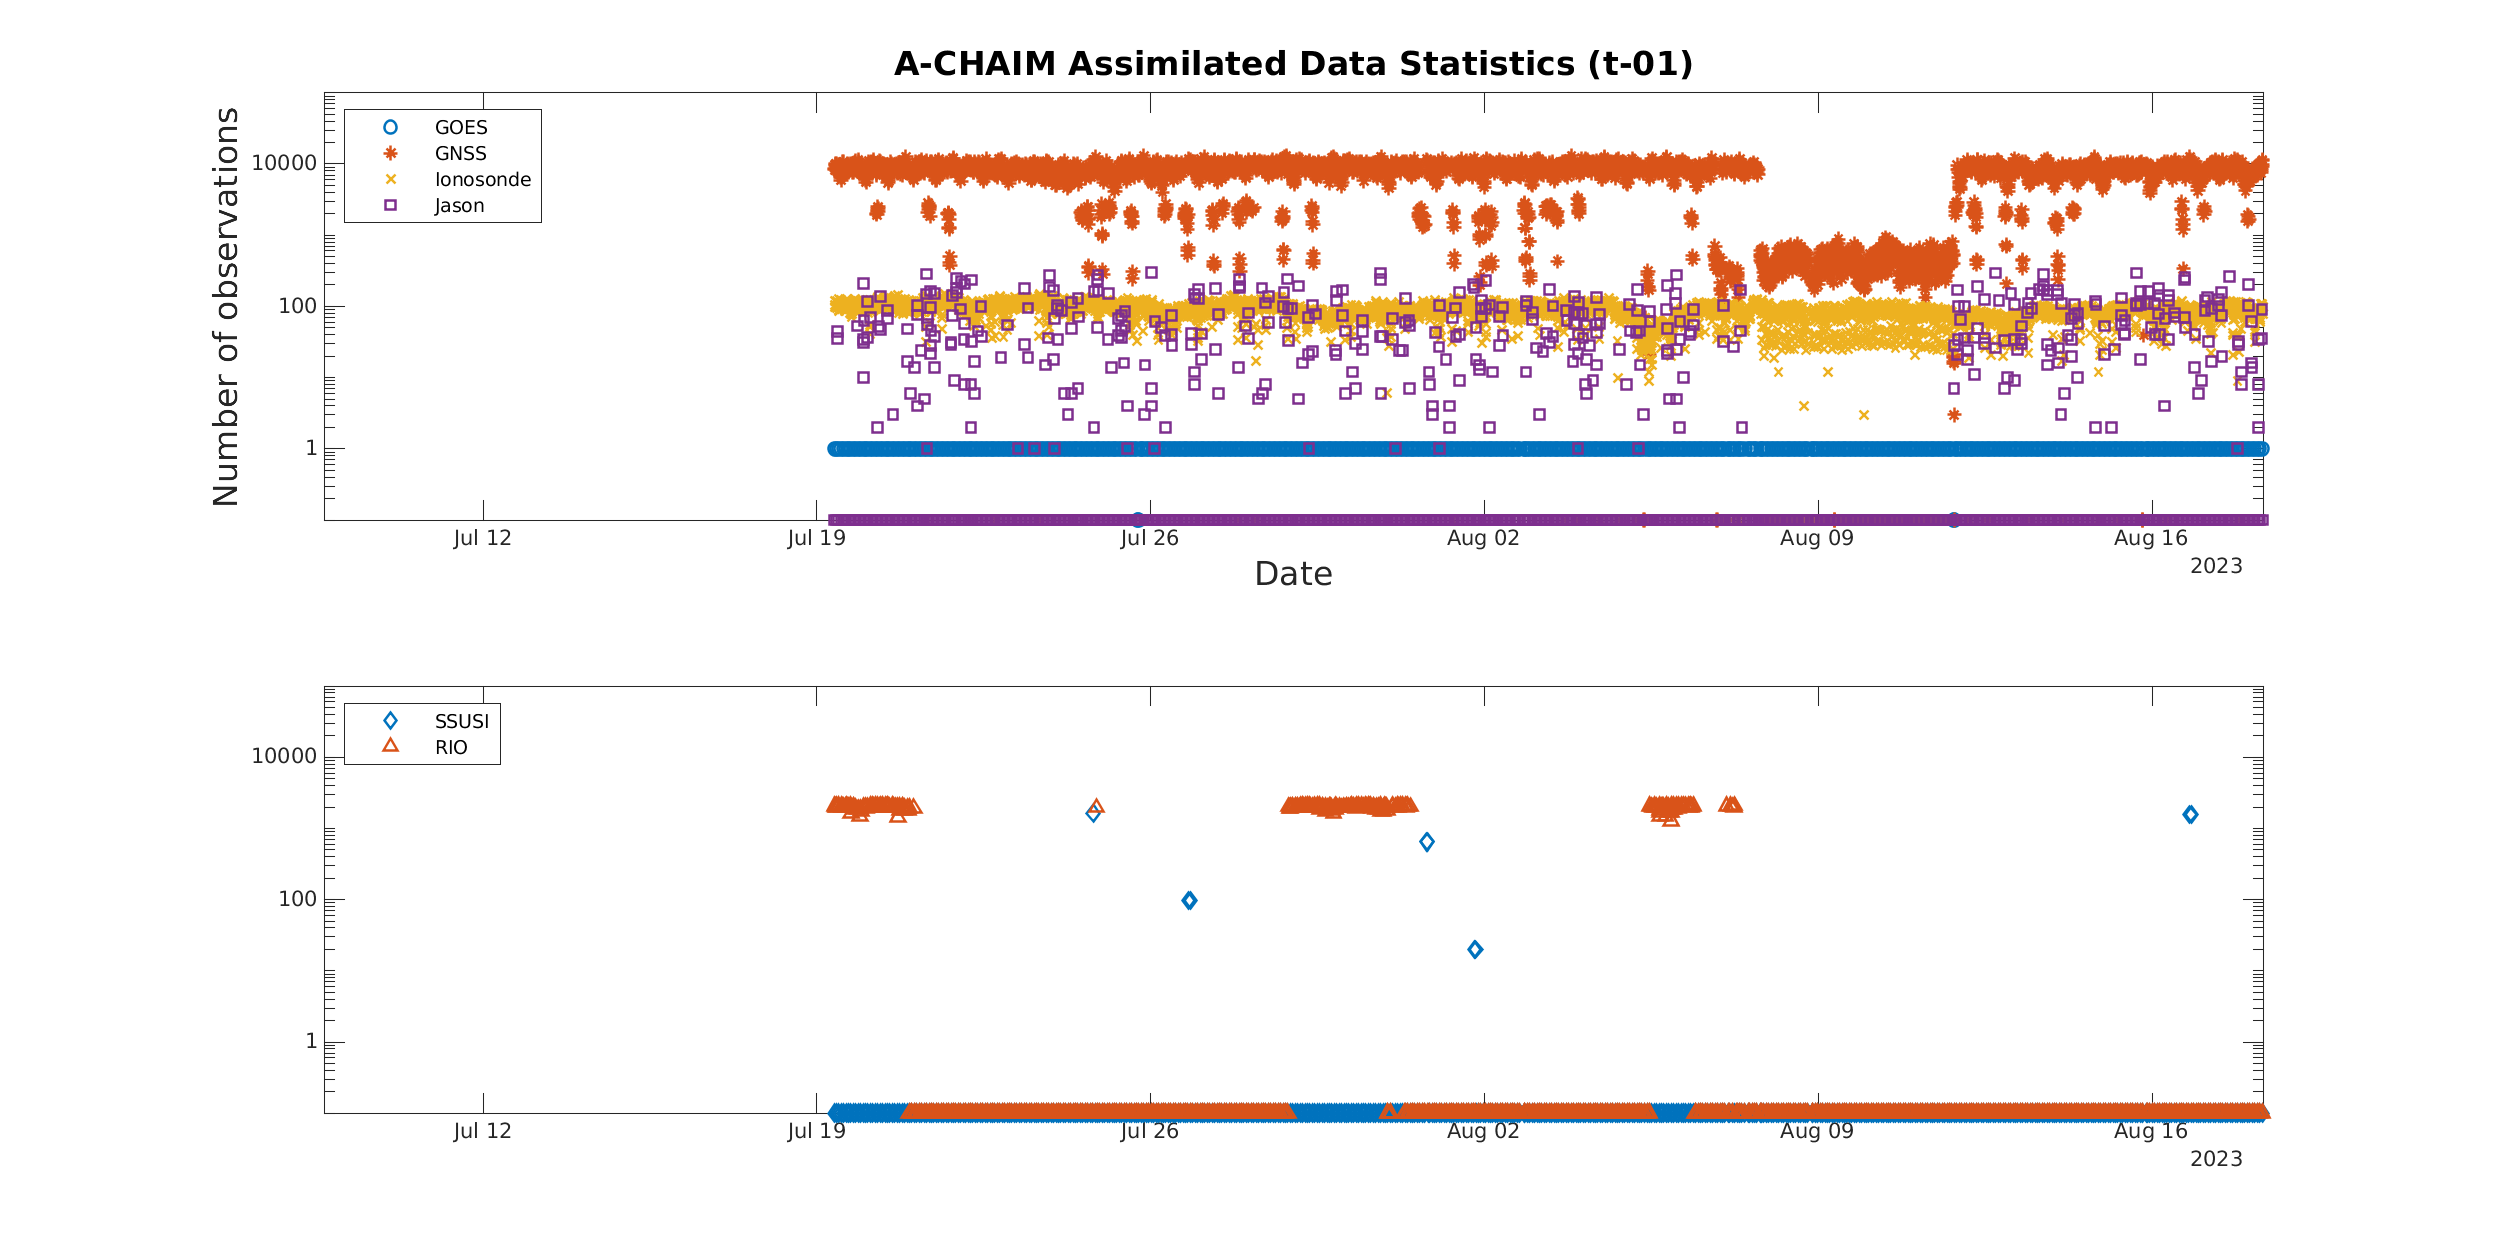 A-CHAIM Assimilated Data Statistics (t-01)
Number of observations
GOES
GNSS
Ionosonde
Jason
10000
100
1
Jul 12 Jul 19 Jul 26 Aug 02 Aug 09 Aug 16
2023
Date
SSUSI
RIO
10000
100
1
Jul 12 Jul 19 Jul 26 Aug 02 Aug 09 Aug 16
2023